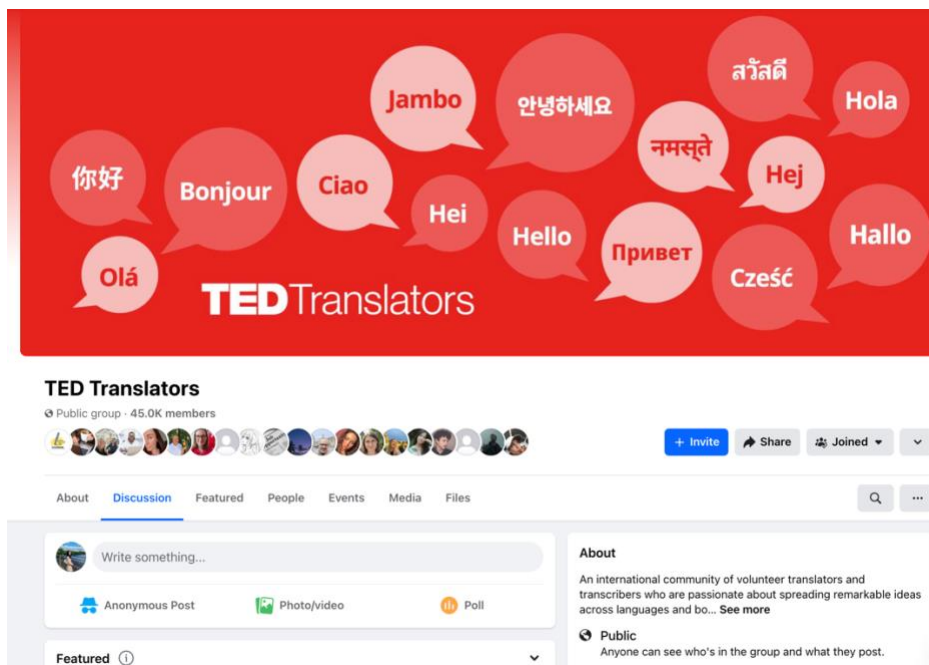 สวัสดี
Jambo
안녕하세요
Hola
नमस्ते
Hej
你好
Bonjour
Ciao
Hei
Hello
Привет
Hallo
Cześć
Olá
TEDTranslators
TED Translators
Public group · 45.0K members
+ Invite
Share
Joined
About
Discussion
Featured
People
Events
Media
Files
Write something...
Anonymous Post
Photo/video
Poll
Featured
About
An international community of volunteer translators and
transcribers who are passionate about spreading remarkable ideas
across languages and bo... See more
Public
Anyone can see who's in the group and what they post.